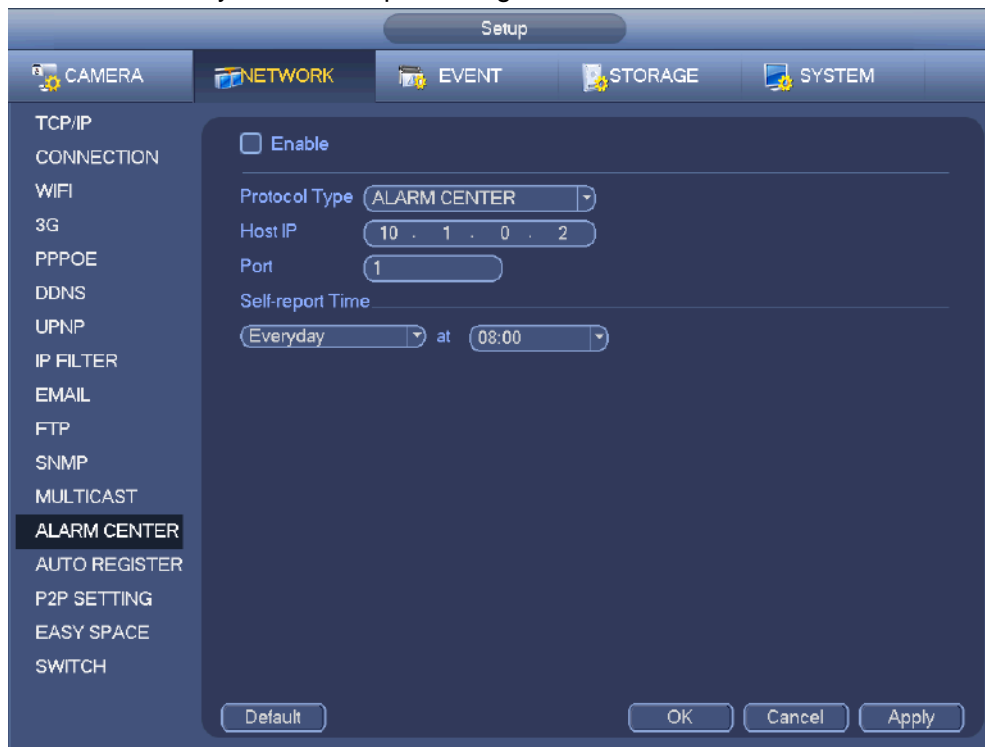 Setup
CAMERA NETWORK EVENT STORAGE SYSTEM
TCP/IP
CONNECTION
WIFI
3G
PPPOE
DDNS
UPNP
IP FILTER
EMAIL
FTP
SNMP
MULTICAST
ALARM CENTER
AUTO REGISTER
P2P SETTING
EASY SPACE
SWITCH
Enable
Protocol Type ALARM CENTER
Host IP 10 . 1 . 0 . 2
Port 1
Self-report Time
Everyday at 08:00
Default OK Cancel Apply